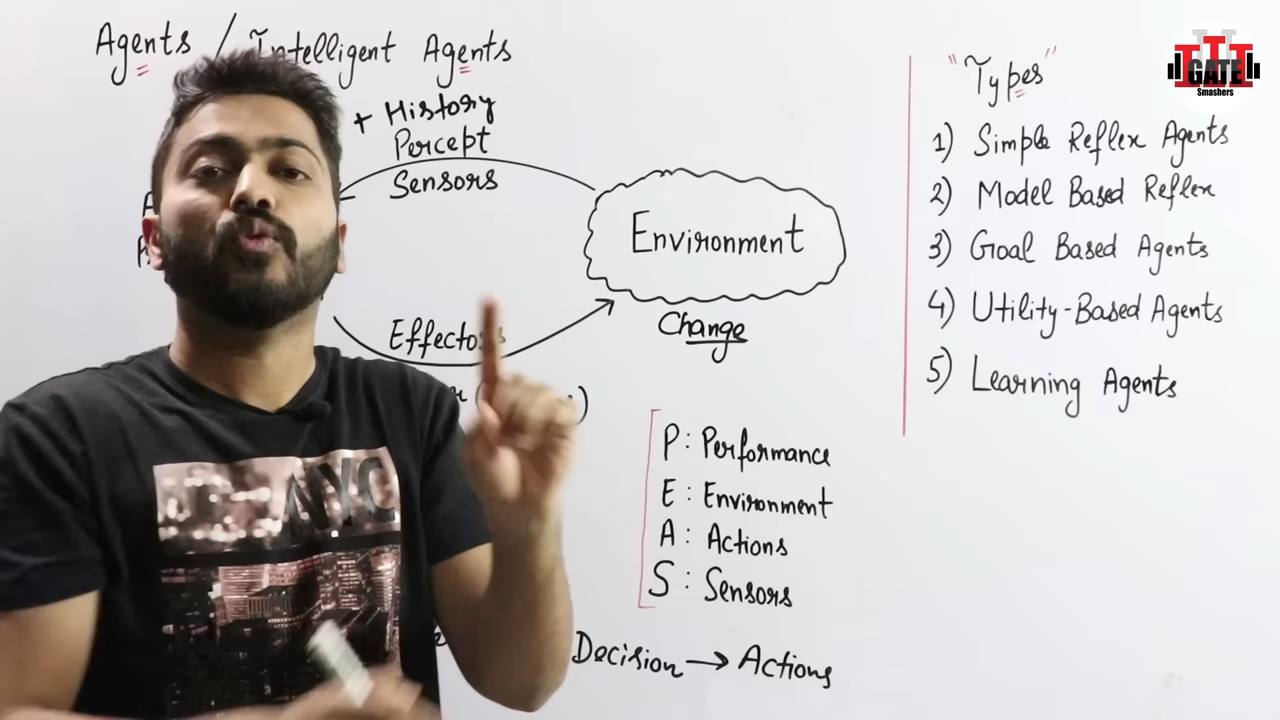 Agents / Intelligent Agents
+ History
Percept
Sensors
Environment
Change
Effectors
P: Performance
E: Environment
A: Actions
S: Sensors
Decision → Actions
"Types"
1) Simple Reflex Agents
2) Model Based Reflex
3) Goal Based Agents
4) Utility-Based Agents
5) Learning Agents
GATE
Smashers
NYC